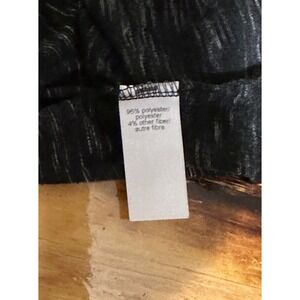 96% polyester/
polyester
4% other fiber/
autre fibre